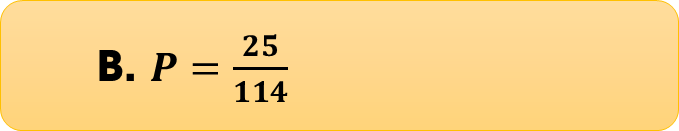 B. P = 25/114